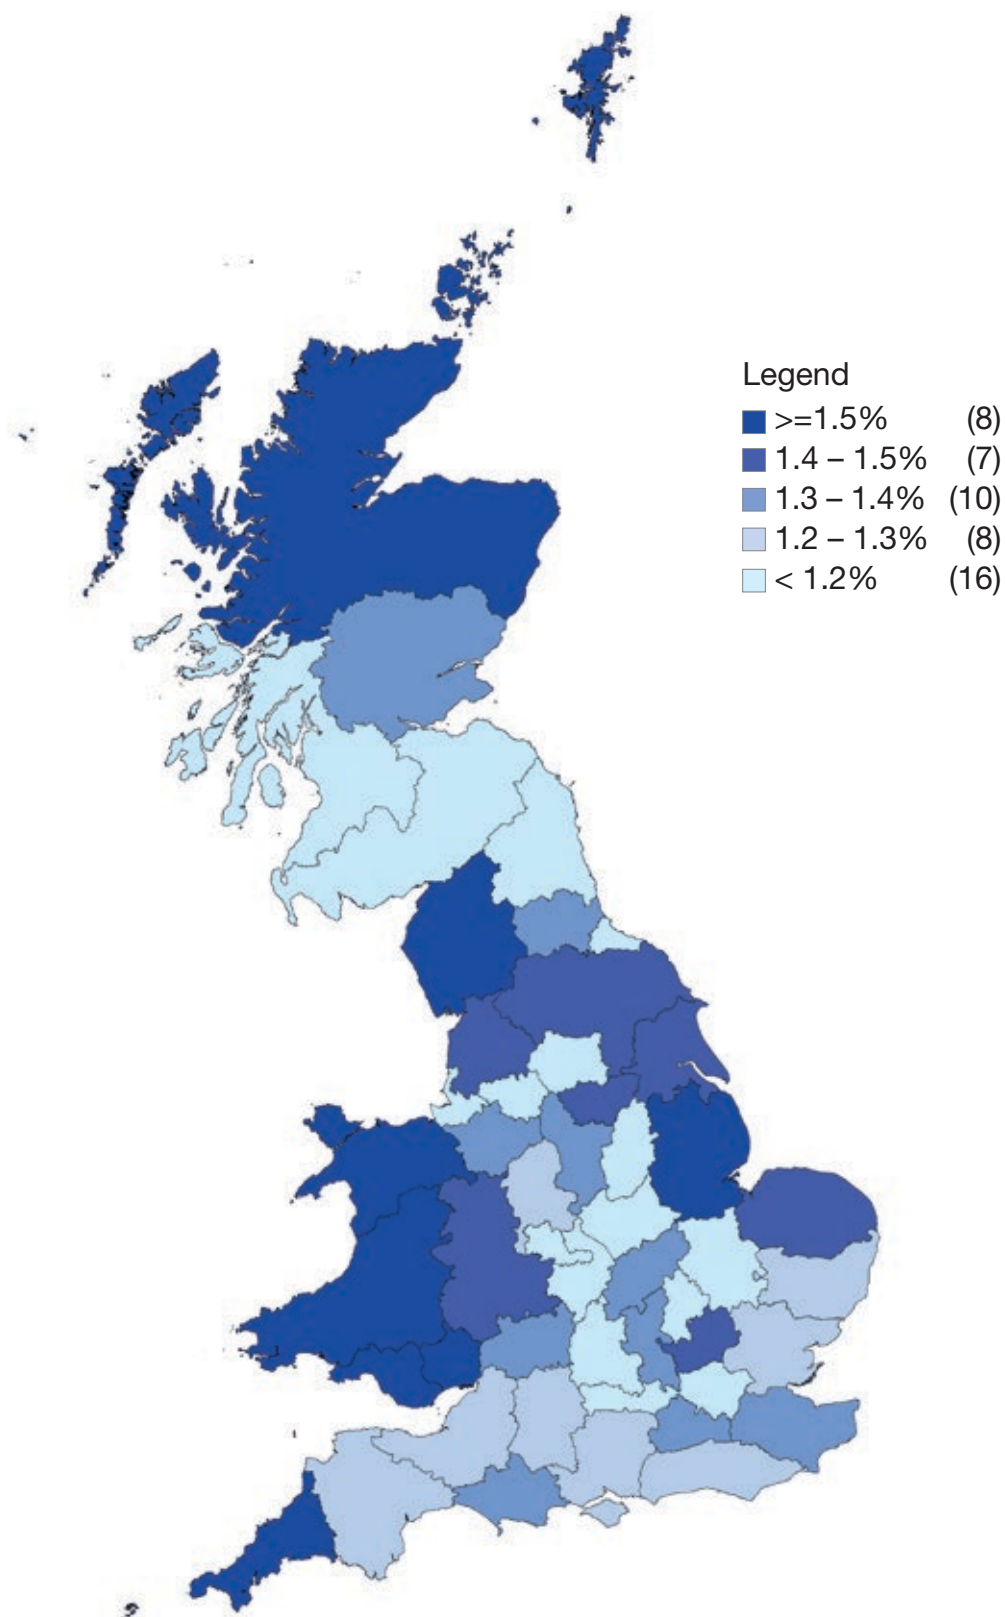 Legend
>=1.5% (8)
1.4 – 1.5% (7)
1.3 – 1.4% (10)
1.2 – 1.3% (8)
< 1.2% (16)